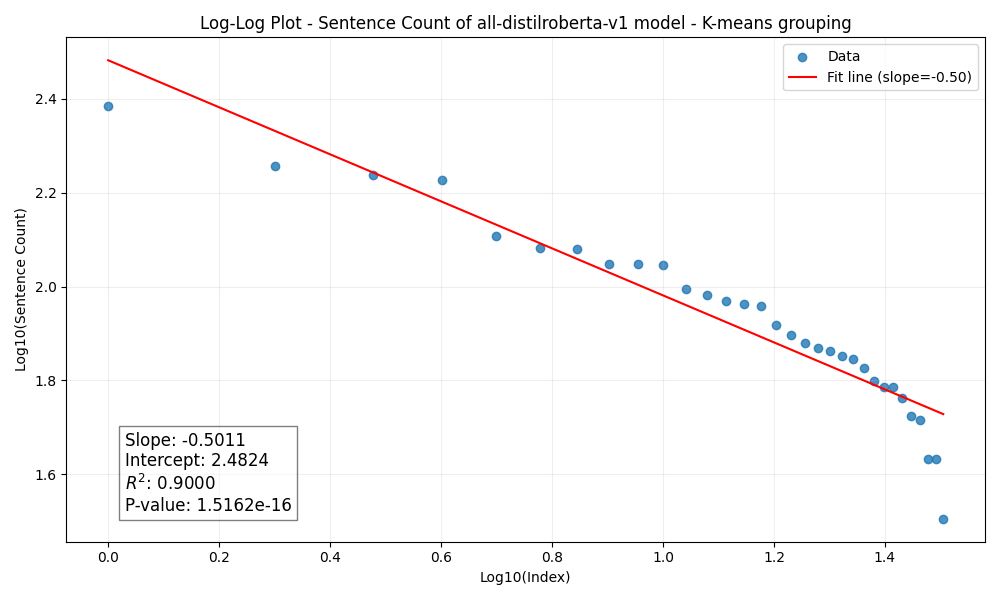 Log-Log Plot - Sentence Count of all-distilroberta-v1 model - K-means grouping
Data
Fit line (slope=-0.50)
Log10(Sentence Count)
2.4
2.2
2.0
1.8
1.6
Slope: -0.5011
Intercept: 2.4824
R²: 0.9000
P-value: 1.5162e-16
0.0 0.2 0.4 0.6 0.8 1.0 1.2 1.4
Log10(Index)